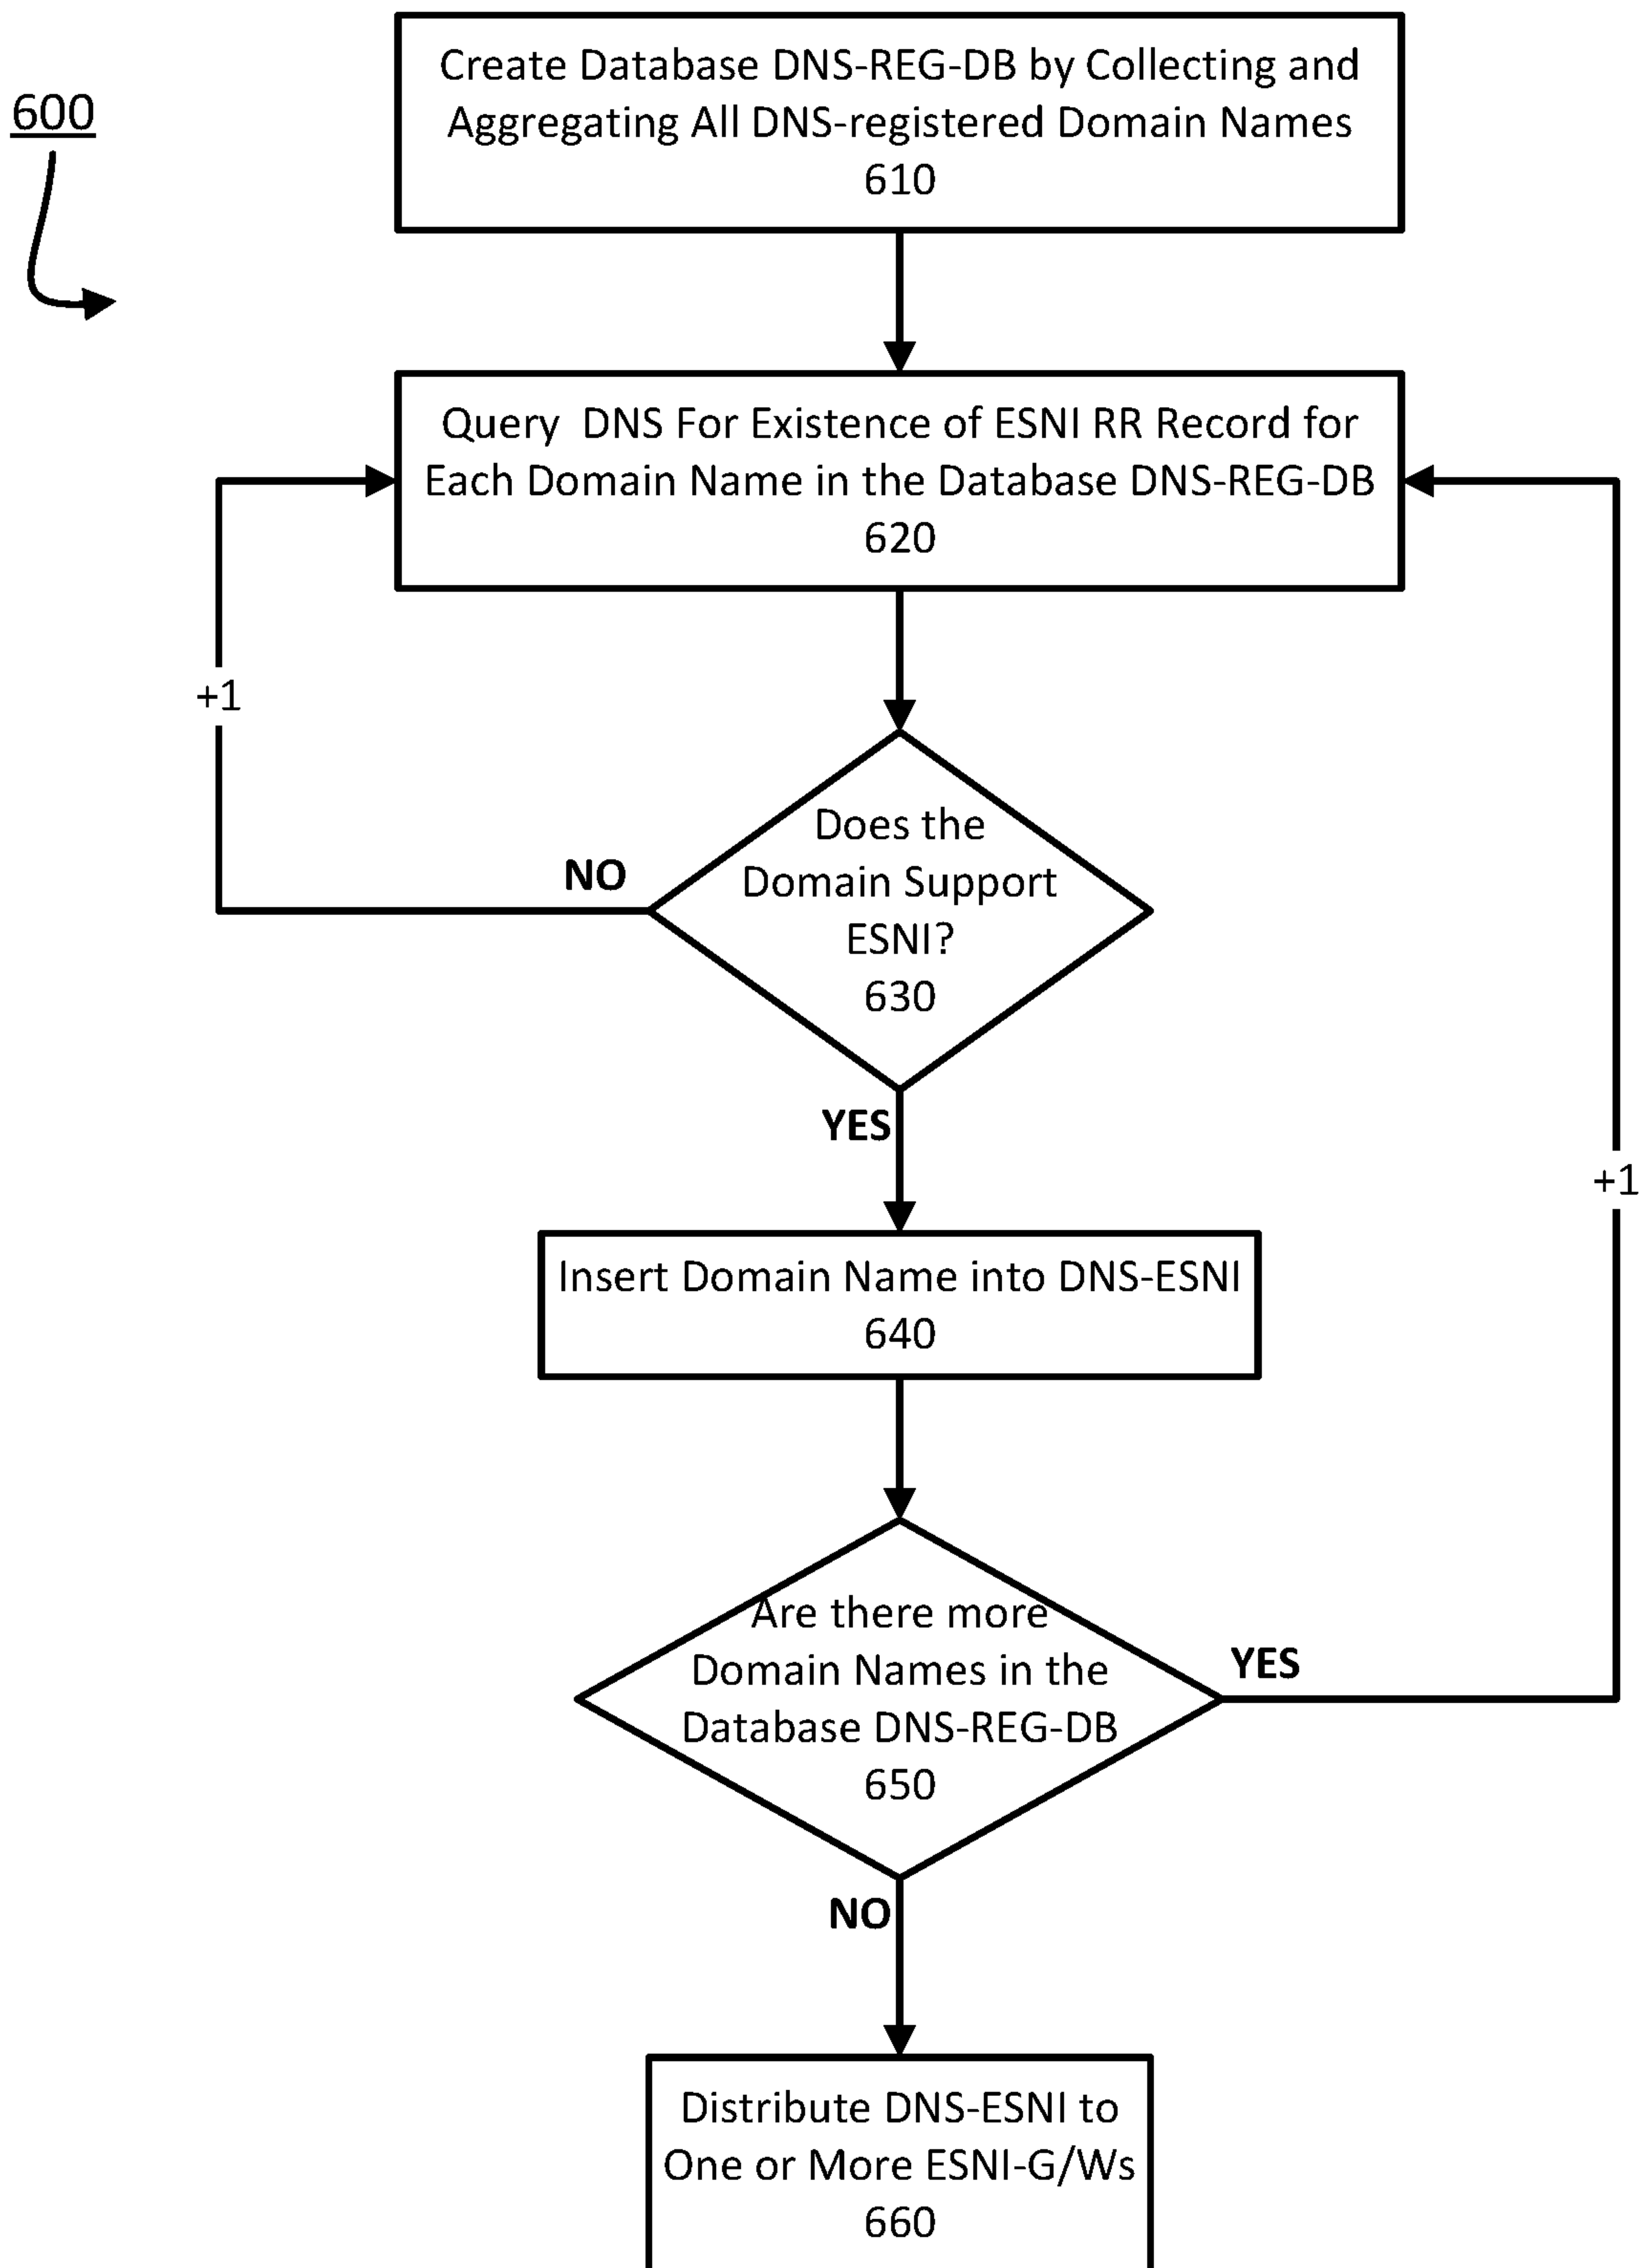 600
Create Database DNS-REG-DB by Collecting and
Aggregating All DNS-registered Domain Names
610
Query DNS For Existence of ESNI RR Record for
Each Domain Name in the Database DNS-REG-DB
620
+1
Does the
Domain Support
ESNI?
630
NO
YES
+1
Insert Domain Name into DNS-ESNI
640
Are there more
Domain Names in the
Database DNS-REG-DB
650
YES
NO
Distribute DNS-ESNI to
One or More ESNI-G/Ws
660